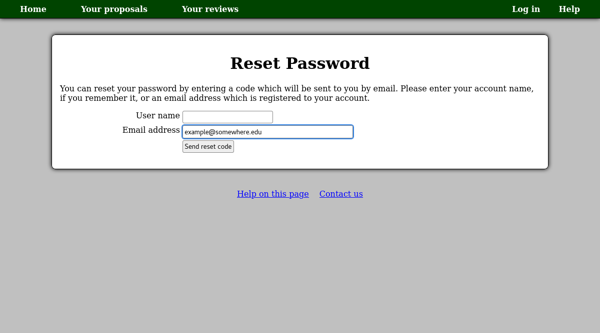 Home Your proposals Your reviews Log in Help
Reset Password
You can reset your password by entering a code which will be sent to you by email. Please enter your account name,
if you remember it, or an email address which is registered to your account.
User name
Email address example@somewhere.edu
Send reset code
Help on this page Contact us